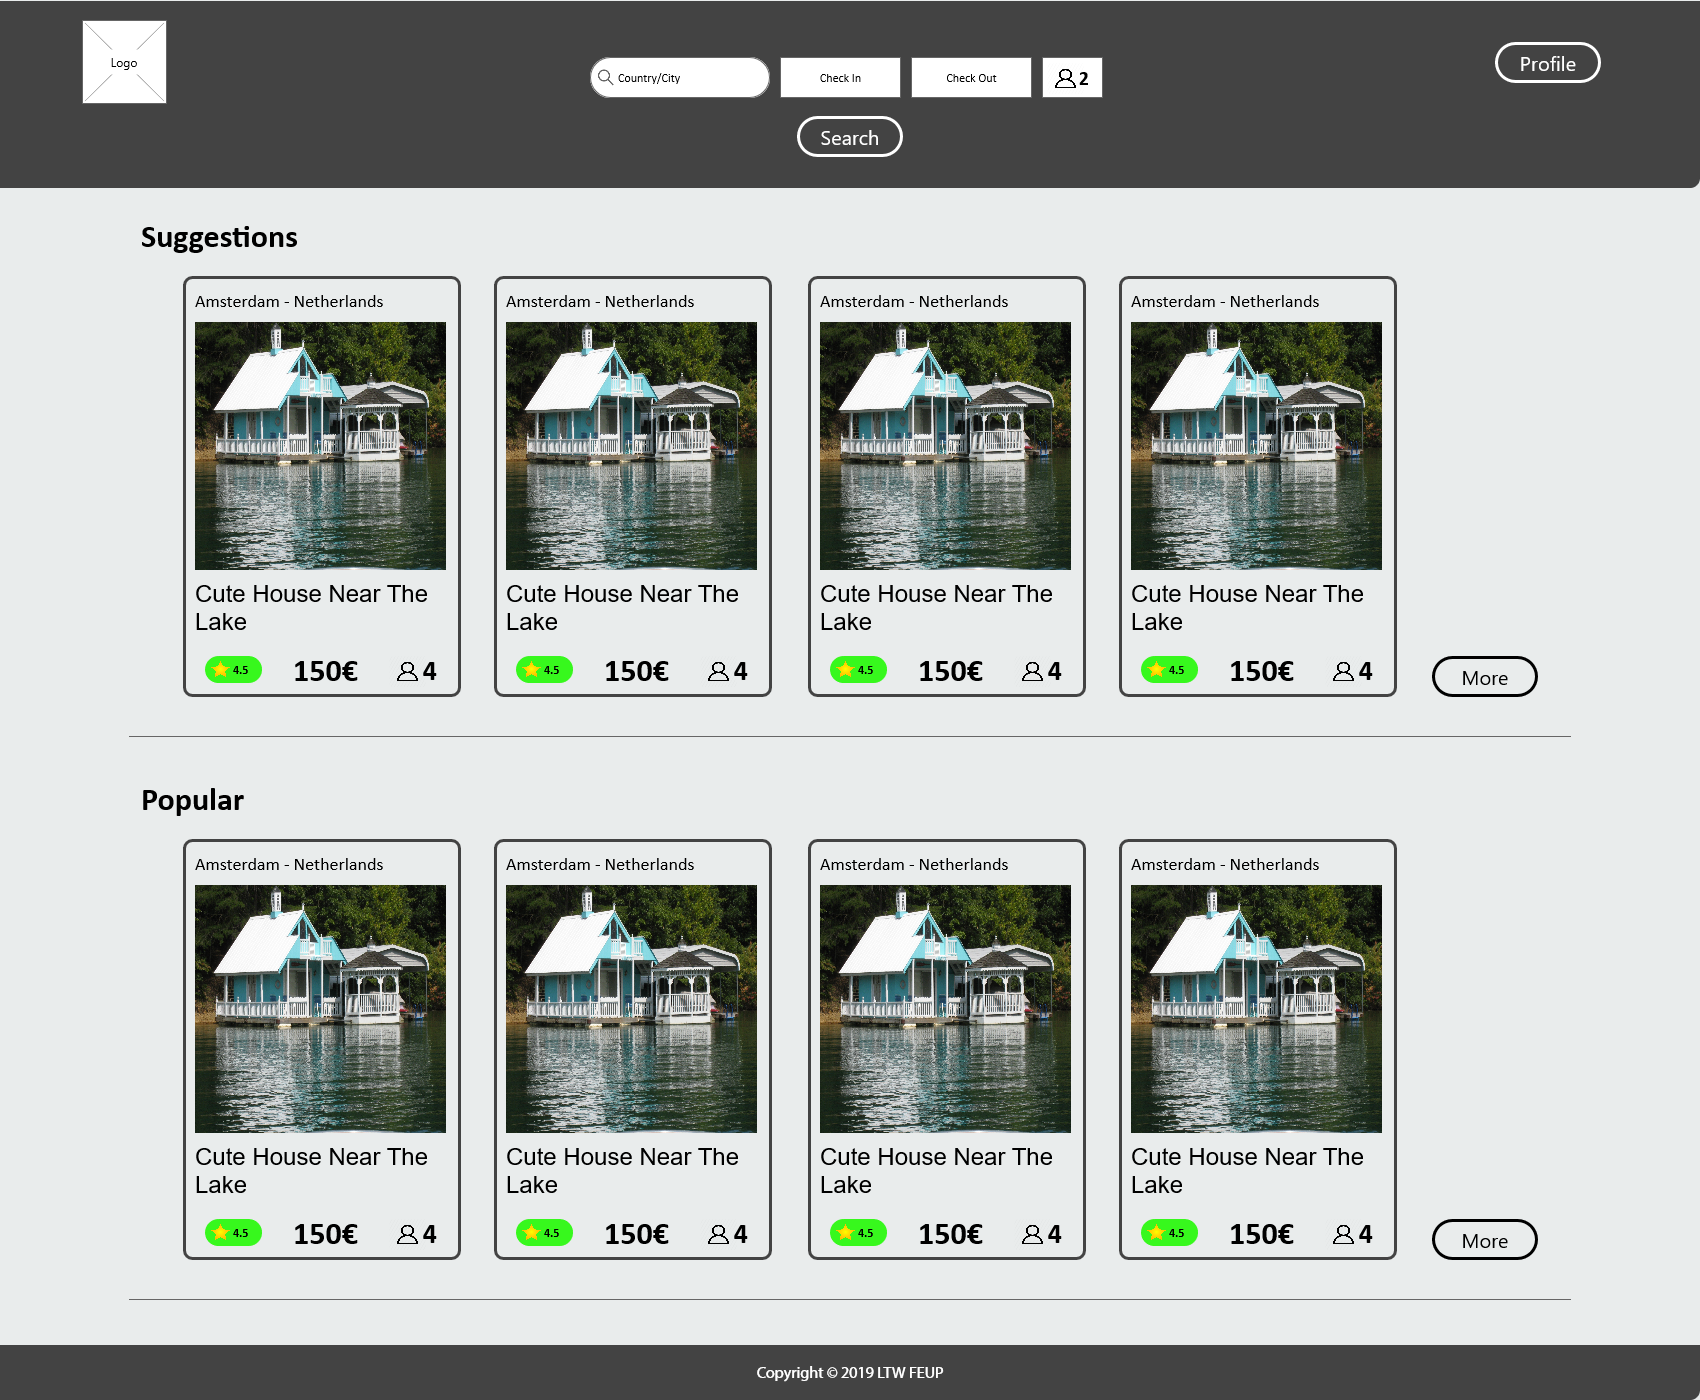 Logo
Country/City
Check In
Check Out
2
Profile
Search
Suggestions
Amsterdam - Netherlands
Cute House Near The
Lake
4.5 150€ 4
Amsterdam - Netherlands
Cute House Near The
Lake
4.5 150€ 4
Amsterdam - Netherlands
Cute House Near The
Lake
4.5 150€ 4
Amsterdam - Netherlands
Cute House Near The
Lake
4.5 150€ 4
More
Popular
Amsterdam - Netherlands
Cute House Near The
Lake
4.5 150€ 4
Amsterdam - Netherlands
Cute House Near The
Lake
4.5 150€ 4
Amsterdam - Netherlands
Cute House Near The
Lake
4.5 150€ 4
Amsterdam - Netherlands
Cute House Near The
Lake
4.5 150€ 4
More
Copyright © 2019 LTW FEUP